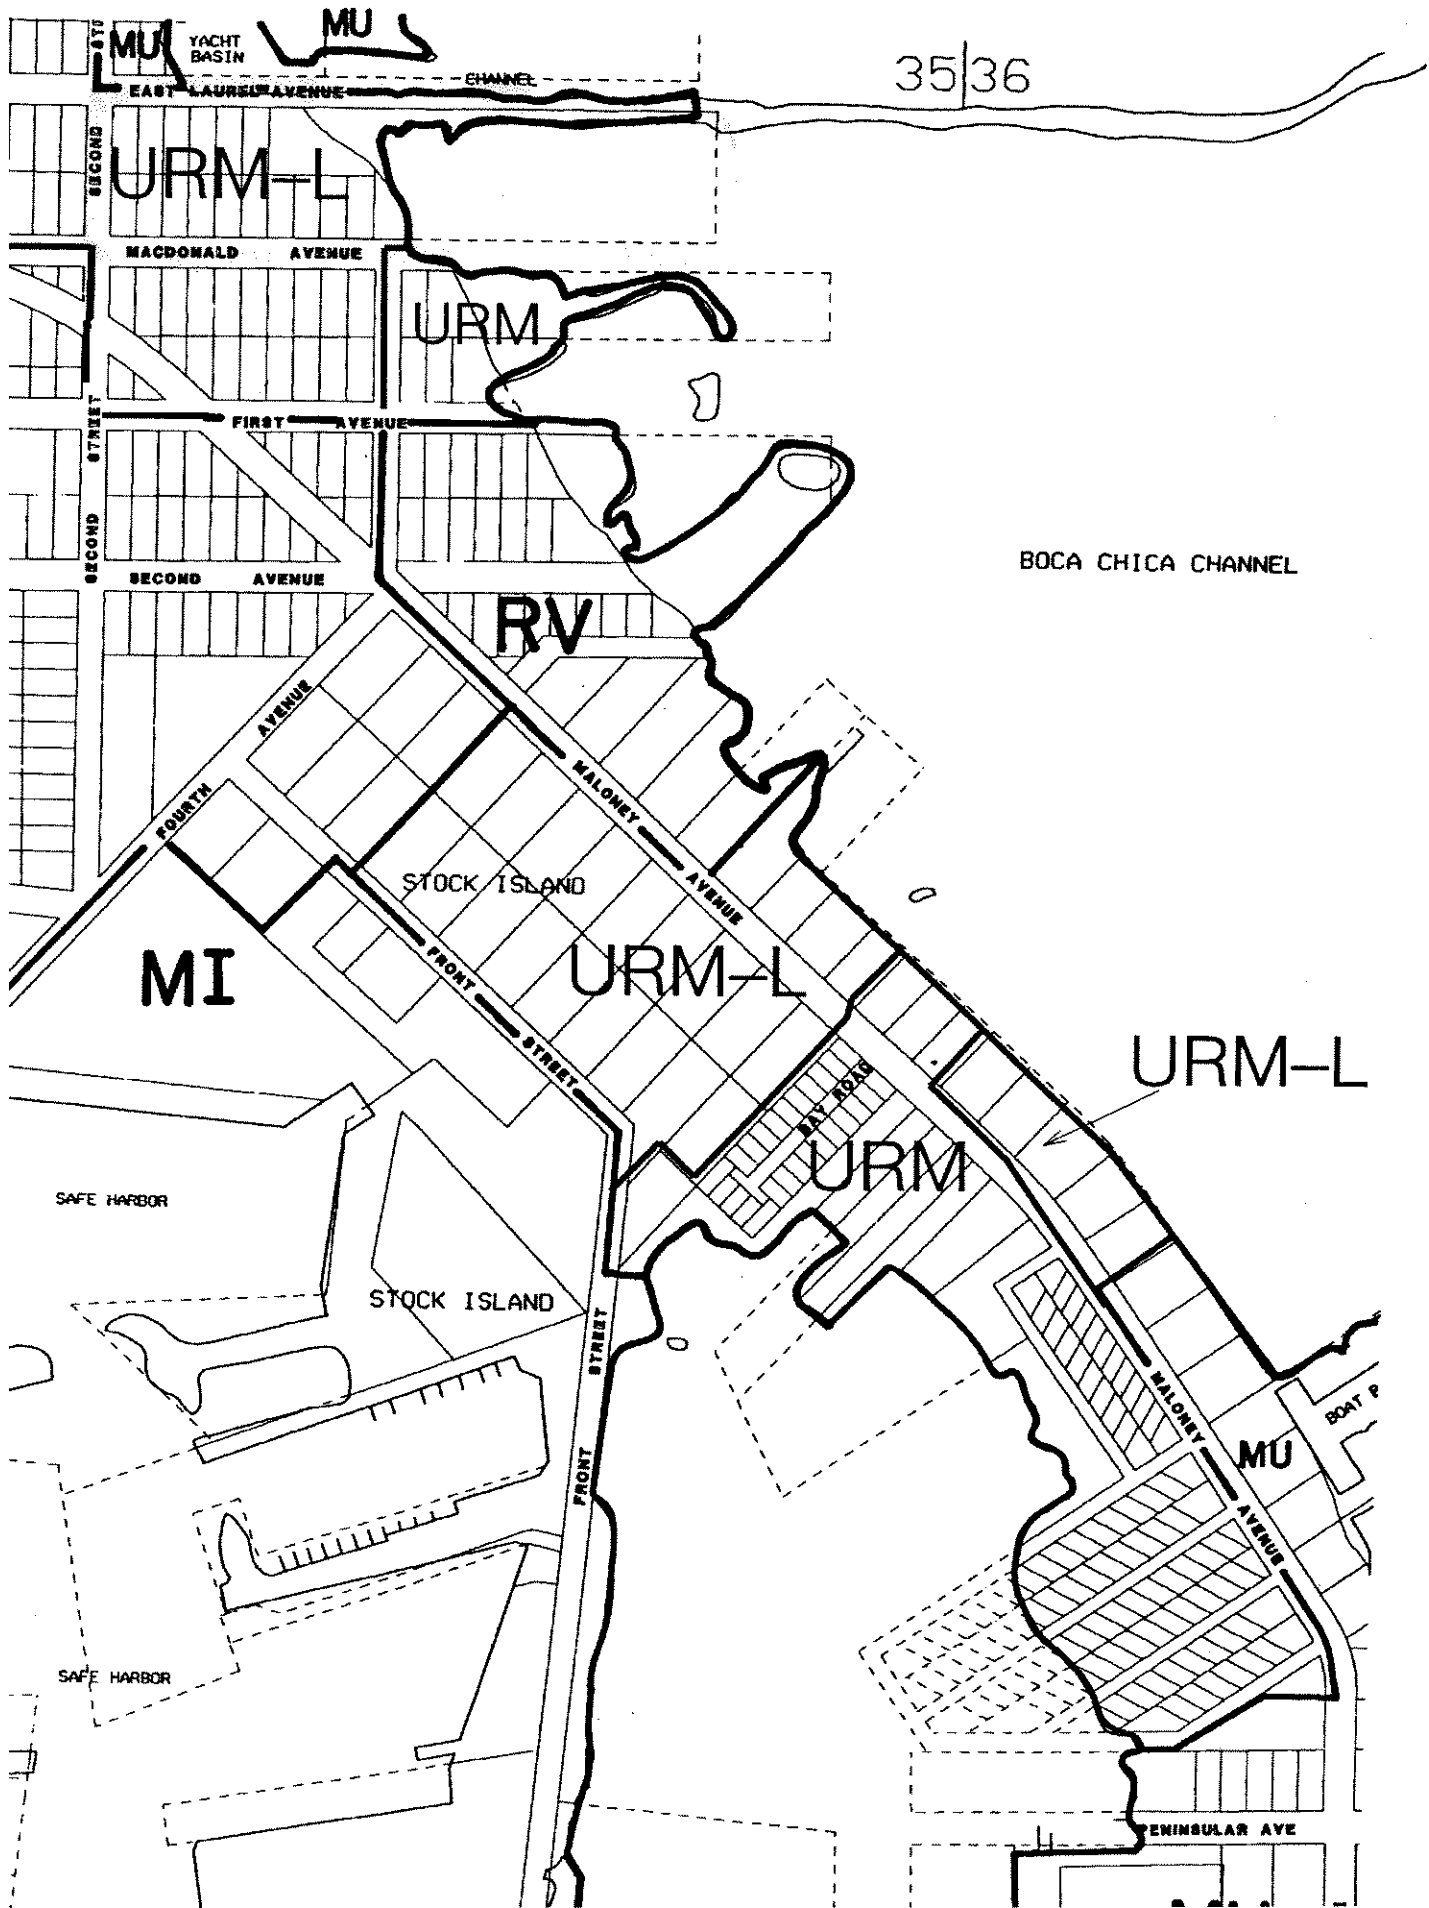 MU
MU
YACHT
BASIN
CHANNEL
35|36
EAST LAUREL AVENUE
SECOND
URM-L
MACDONALD AVENUE
URM
STREET
FIRST AVENUE
BOCA CHICA CHANNEL
SECOND
SECOND AVENUE
RV
AVENUE
FOURTH
MALONEY
AVENUE
STOCK ISLAND
MI
FRONT
STREET
URM-L
URM-L
BAY ROAD
URM
SAFE HARBOR
STOCK ISLAND
STREET
FRONT
MALONEY
AVENUE
BOAT
MU
SAFE HARBOR
PENINSULAR AVE